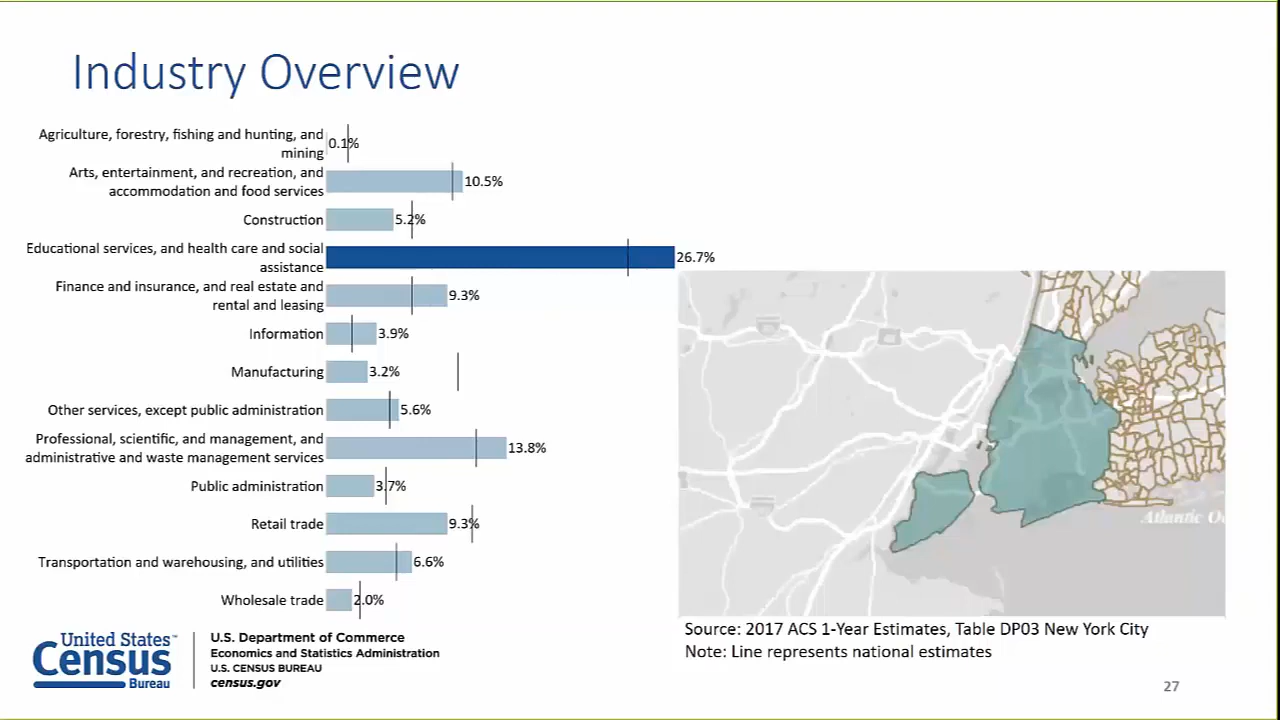 Industry Overview
Agriculture, forestry, fishing and hunting, and
mining
0.1%
Arts, entertainment, and recreation, and
accommodation and food services
10.5%
Construction
5.2%
Educational services, and health care and social
assistance
26.7%
Finance and insurance, and real estate and
rental and leasing
9.3%
Information
3.9%
Manufacturing
3.2%
Other services, except public administration
5.6%
Professional, scientific, and management, and
administrative and waste management services
13.8%
Public administration
3.7%
Retail trade
9.3%
Transportation and warehousing, and utilities
6.6%
Wholesale trade
2.0%
Atlantic Oc
Source: 2017 ACS 1-Year Estimates, Table DP03 New York City
Note: Line represents national estimates
United States™
Census
Bureau
U.S. Department of Commerce
Economics and Statistics Administration
U.S. CENSUS BUREAU
census.gov
27